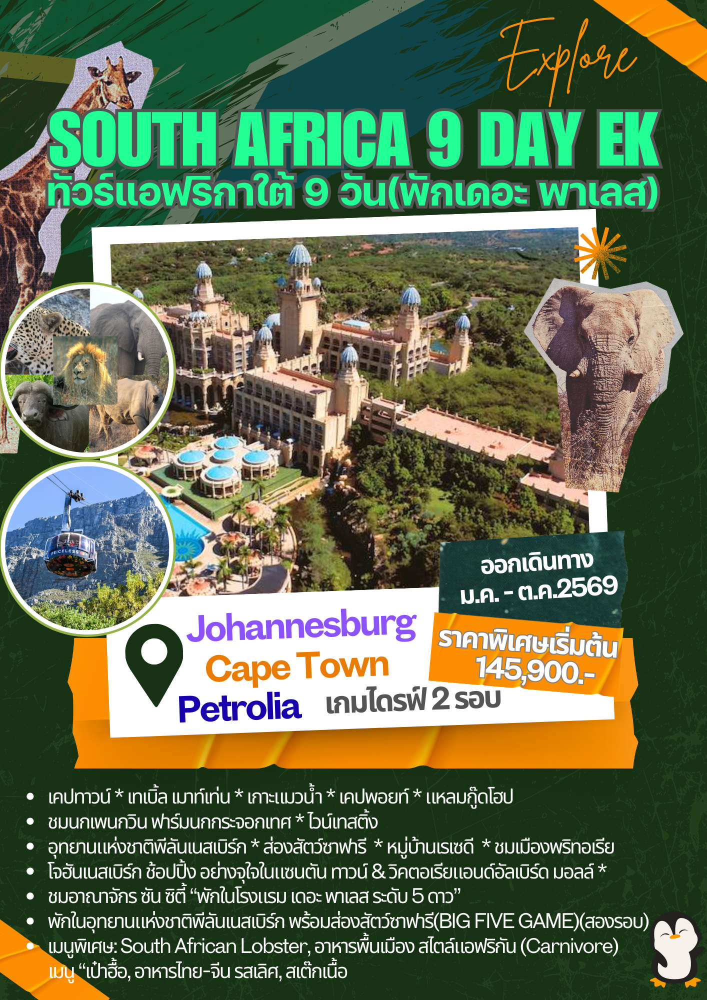 Explore
SOUTH AFRICA 9 DAY EK
ทัวร์แอฟริกาใต้ 9 วัน(พักเดอะ พาเลส)
PRICELESS
ออกเดินทาง
ม.ค. - ต.ค.2569
ราคาพิเศษเริ่มต้น
145,900.-
Johannesburg
Cape Town
Petrolia เกมไดรฟ์ 2 รอบ
• เคปทาวน์ * เทเบิ้ล เมาท์เท่น * เกาะแมวน้ำ * เคปพอยท์ * แหลมกู๊ดโฮป
• ชมนกเพนกวิน ฟาร์มนกกระจอกเทศ * ไวน์เทสติ้ง
• อุทยานแห่งชาติพีลันเนสเบิร์ก * ส่องสัตว์ซาฟารี * หมู่บ้านเรเซดี * ชมเมืองพริทอเรีย
• โจฮันเนสเบิร์ก ช้อปปิ้ง อย่างจุใจในแซนตัน ทาวน์ & วิคตอเรียแอนด์อัลเบิร์ด มอลล์ *
• ชมอาณาจักร ซัน ซิตี้ “พักในโรงแรม เดอะ พาเลส ระดับ 5 ดาว”
• พักในอุทยานแห่งชาติพีลันเนสเบิร์ก พร้อมส่องสัตว์ซาฟารี(BIG FIVE GAME)(สองรอบ)
• เมนูพิเศษ: South African Lobster, อาหารพื้นเมือง สไตล์แอฟริกัน (Carnivore)
เมนู “เป๋าฮื้อ, อาหารไทย-จีน รสเลิศ, สเต๊กเนื้อ